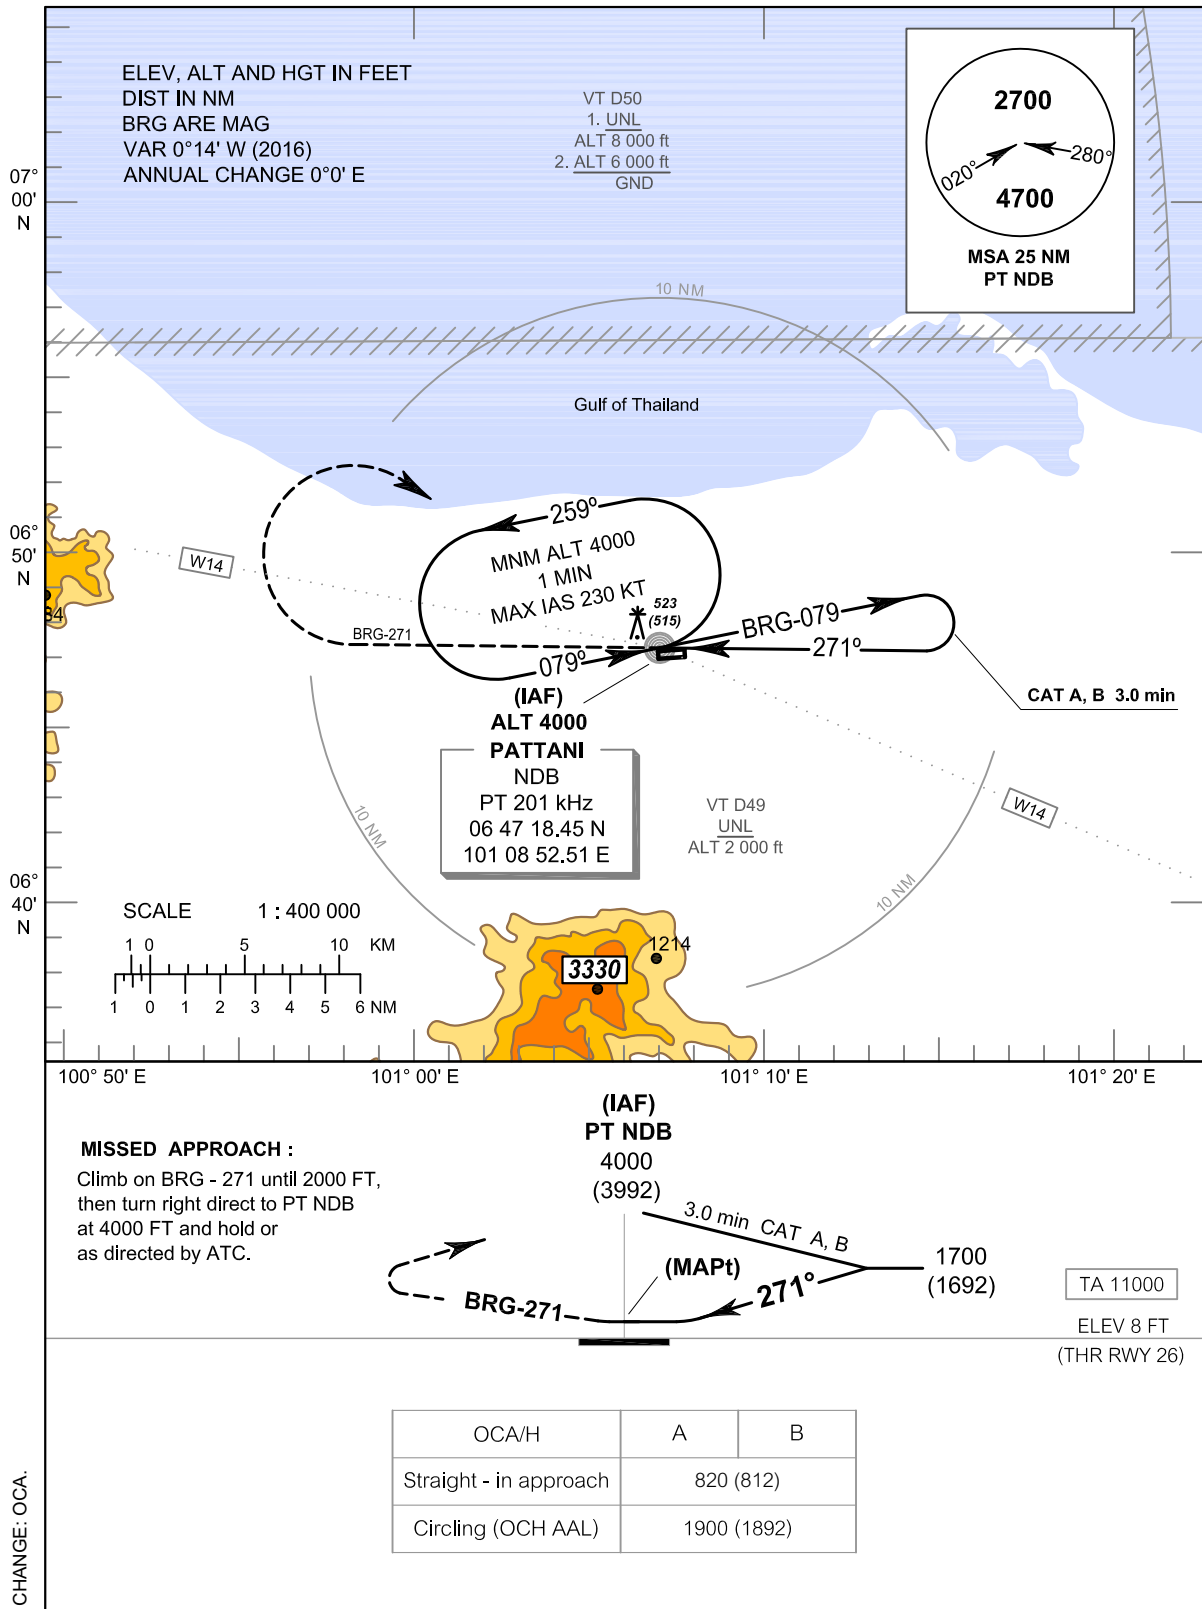 ELEV, ALT AND HGT IN FEET
DIST IN NM
BRG ARE MAG
VAR 0°14' W (2016)
ANNUAL CHANGE 0°0' E
VT D50
1. UNL
ALT 8 000 ft
2. ALT 6 000 ft
GND
2700
020°
280°
4700
MSA 25 NM
PT NDB
07°
00'
N
10 NM
Gulf of Thailand
06°
50'
N
W14
259º
MNM ALT 4000
1 MIN
MAX IAS 230 KT
523
(515)
BRG-271
079º
BRG-079
271º
CAT A, B 3.0 min
(IAF)
ALT 4000
PATTANI
NDB
PT 201 kHz
06 47 18.45 N
101 08 52.51 E
VT D49
UNL
ALT 2 000 ft
W14
10 NM
10 NM
06°
40'
N
SCALE 1 : 400 000
1 0 5 10 KM
1 0 1 2 3 4 5 6 NM
1214
3330
100° 50' E
101° 00' E
101° 10' E
101° 20' E
(IAF)
PT NDB
4000
(3992)
MISSED APPROACH :
Climb on BRG - 271 until 2000 FT,
then turn right direct to PT NDB
at 4000 FT and hold or
as directed by ATC.
3.0 min CAT A, B
(MAPt)
271°
BRG-271
1700
(1692)
TA 11000
ELEV 8 FT
(THR RWY 26)
OCA/H A B
Straight - in approach 820 (812)
Circling (OCH AAL) 1900 (1892)
CHANGE: OCA.